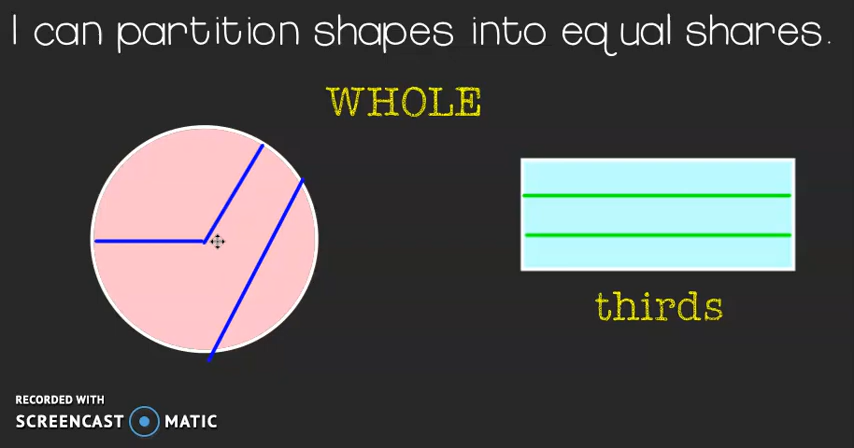 I can partition shapes into equal shares.
WHOLE
thirds
RECORDED WITH
SCREENCAST MATIC